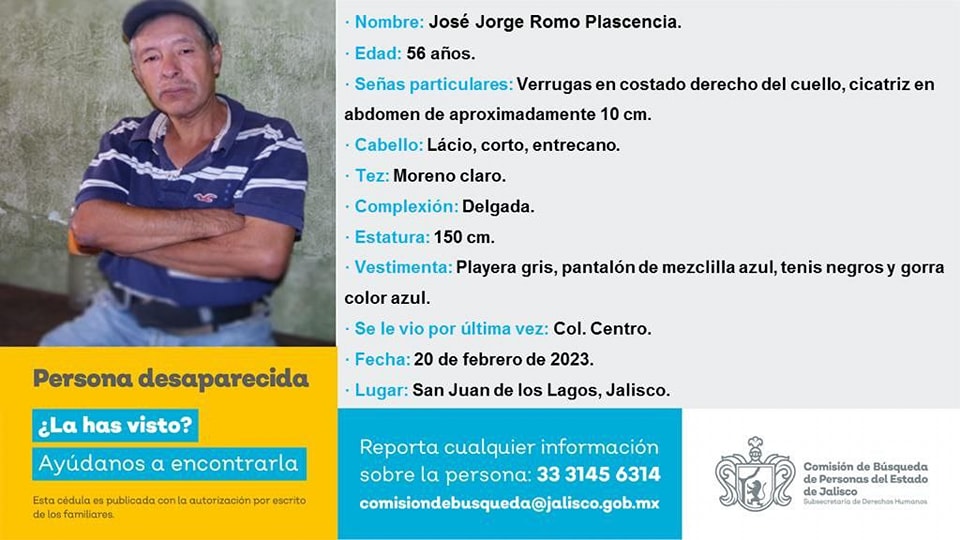 · Nombre: José Jorge Romo Plascencia.
· Edad: 56 años.
· Señas particulares: Verrugas en costado derecho del cuello, cicatriz en
abdomen de aproximadamente 10 cm.
· Cabello: Lácio, corto, entrecano.
· Tez: Moreno claro.
· Complexión: Delgada.
· Estatura: 150 cm.
· Vestimenta: Playera gris, pantalón de mezclilla azul, tenis negros y gorra
color azul.
· Se le vio por última vez: Col. Centro.
· Fecha: 20 de febrero de 2023.
· Lugar: San Juan de los Lagos, Jalisco.
Persona desaparecida
¿La has visto?
Ayúdanos a encontrarla
Esta cédula es publicada con la autorización por escrito
de los familiares.
Reporta cualquier información
sobre la persona: 33 3145 6314
comisiondebusqueda@jalisco.gob.mx
Comisión de Búsqueda
de Personas del Estado
de Jalisco
Subsecretaría de Derechos Humanos